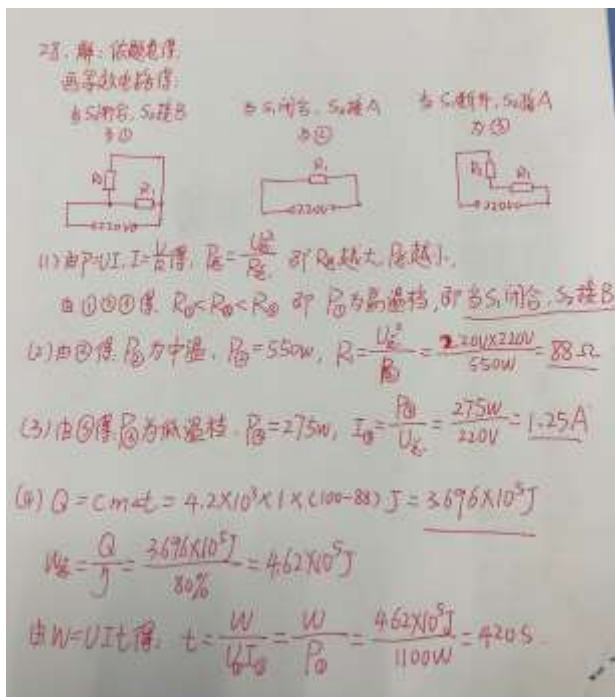 28. 解：依题意得,
画等效电路得:
当S₁闭合, S₂接B 为①
当S₁闭合, S₂接A 为②
当S₁断开, S₂接A 为③
R₂ R₁ 220V
R₁ 220V
R₂ R₁ 220V
(1) 由P=UI, I=U/R得, P总=U总²/R总 即R总越大, P总越小,
由①②③得, R①<R②<R③ 即P①为高温档, 即当S₁闭合, S₂接B
(2) 由②得, P②为中温, P②=550W, R₁=U总²/P②=220V×220V/550W=88Ω
(3) 由③得, P③为低温档, P③=275W, I③=P③/U总=275W/220V=1.25A
(4) Q=cm△t=4.2×10³×1×(100-88)J=3.696×10⁵J
W总=Q/η=3.696×10⁵J/80%=4.62×10⁵J
由W=UIt得, t=W/U总I①=W/P①=4.62×10⁵J/1100W=420s.